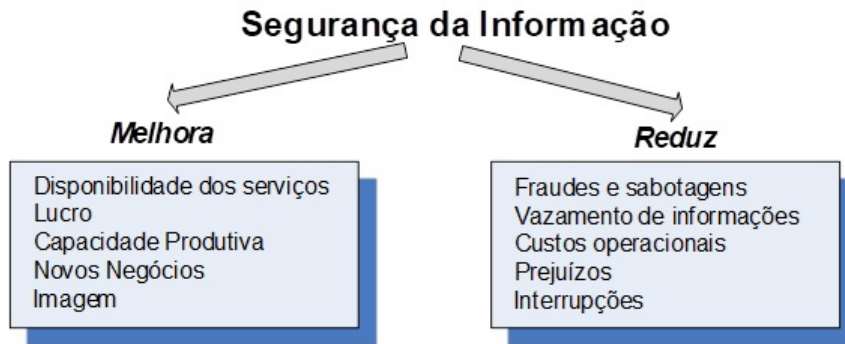 Segurança da Informação
Melhora
Disponibilidade dos serviços
Lucro
Capacidade Produtiva
Novos Negócios
Imagem
Reduz
Fraudes e sabotagens
Vazamento de informações
Custos operacionais
Prejuízos
Interrupções